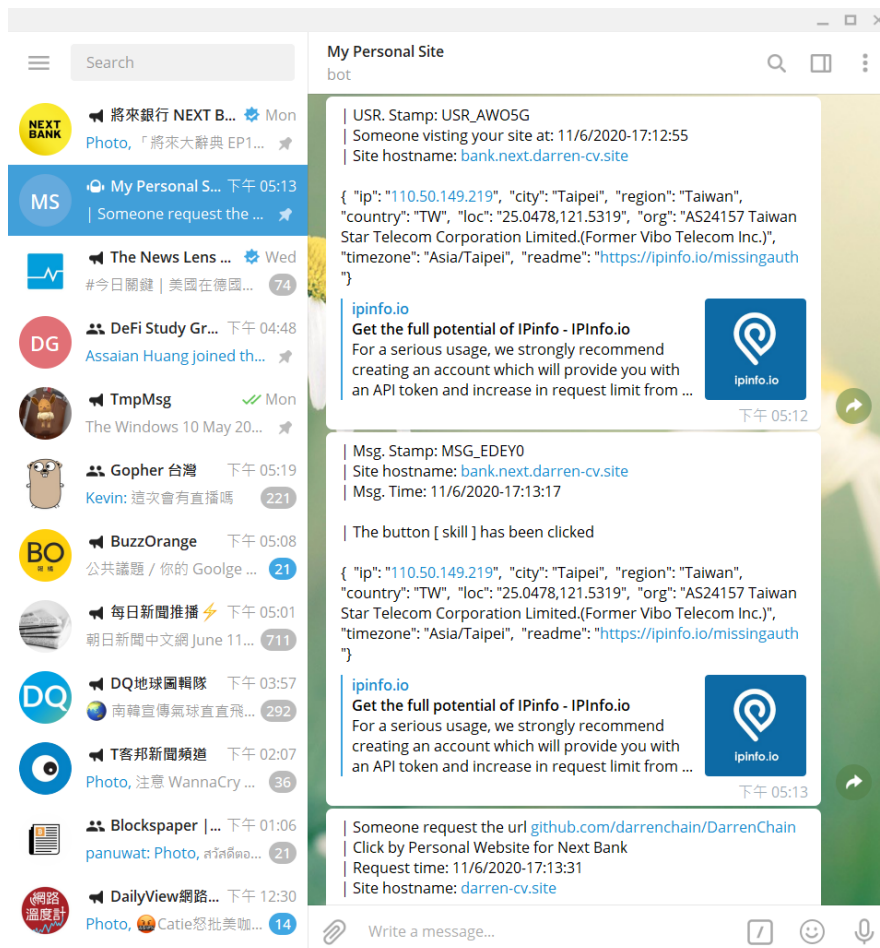 Search
NEXT BANK
將來銀行 NEXT B... Mon
Photo, 「將來大辭典 EP1...
MS
My Personal S... 下午 05:13
| Someone request the ...
The News Lens ... Wed
#今日關鍵 | 美國在德國... 74
DG
DeFi Study Gr... 下午 04:48
Assaian Huang joined th...
TmpMsg Mon
The Windows 10 May 20...
Gopher 台灣 下午 05:19
Kevin: 這次會有直播嗎 221
BO
BuzzOrange 下午 05:08
公共議題 / 你的 Goolge ... 21
每日新聞推播⚡ 下午 05:01
朝日新聞中文網 June 11... 711
DQ
DQ地球圖輯隊 下午 03:57
🌏 南韓宣傳氣球直直飛... 292
T客邦新聞頻道 下午 02:07
Photo, 注意 WannaCry ... 36
Blockspaper |... 下午 01:06
panuwat: Photo, สวัสดีตอ... 21
網路溫度計
DailyView網路... 下午 12:30
Photo, 🤬Catie怒批美咖... 14
My Personal Site
bot
| USR. Stamp: USR_AWO5G
| Someone visting your site at: 11/6/2020-17:12:55
| Site hostname: bank.next.darren-cv.site
{ "ip": "110.50.149.219", "city": "Taipei", "region": "Taiwan",
"country": "TW", "loc": "25.0478,121.5319", "org": "AS24157 Taiwan
Star Telecom Corporation Limited.(Former Vibo Telecom Inc.)",
"timezone": "Asia/Taipei", "readme": "https://ipinfo.io/missingauth
"}
ipinfo.io
Get the full potential of IPinfo - IPInfo.io
For a serious usage, we strongly recommend
creating an account which will provide you with
an API token and increase in request limit from ...
ipinfo.io
下午 05:12
| Msg. Stamp: MSG_EDEY0
| Site hostname: bank.next.darren-cv.site
| Msg. Time: 11/6/2020-17:13:17
| The button [ skill ] has been clicked
{ "ip": "110.50.149.219", "city": "Taipei", "region": "Taiwan",
"country": "TW", "loc": "25.0478,121.5319", "org": "AS24157 Taiwan
Star Telecom Corporation Limited.(Former Vibo Telecom Inc.)",
"timezone": "Asia/Taipei", "readme": "https://ipinfo.io/missingauth
"}
ipinfo.io
Get the full potential of IPinfo - IPInfo.io
For a serious usage, we strongly recommend
creating an account which will provide you with
an API token and increase in request limit from ...
ipinfo.io
下午 05:13
| Someone request the url github.com/darrenchain/DarrenChain
| Click by Personal Website for Next Bank
| Request time: 11/6/2020-17:13:31
| Site hostname: darren-cv.site
Write a message...